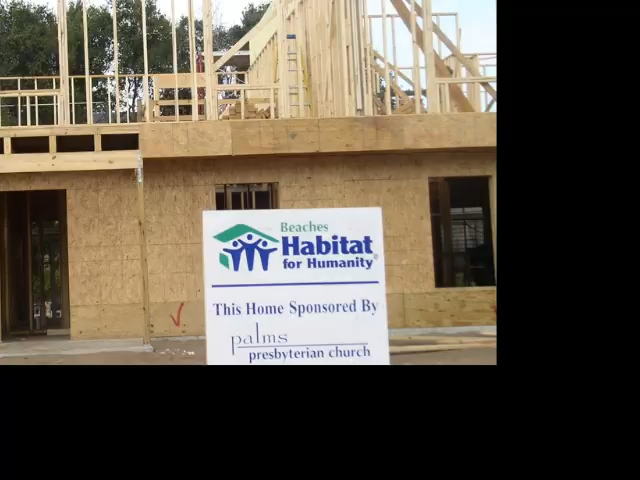 Beaches
Habitat
for Humanity®
This Home Sponsored By
palms
presbyterian church